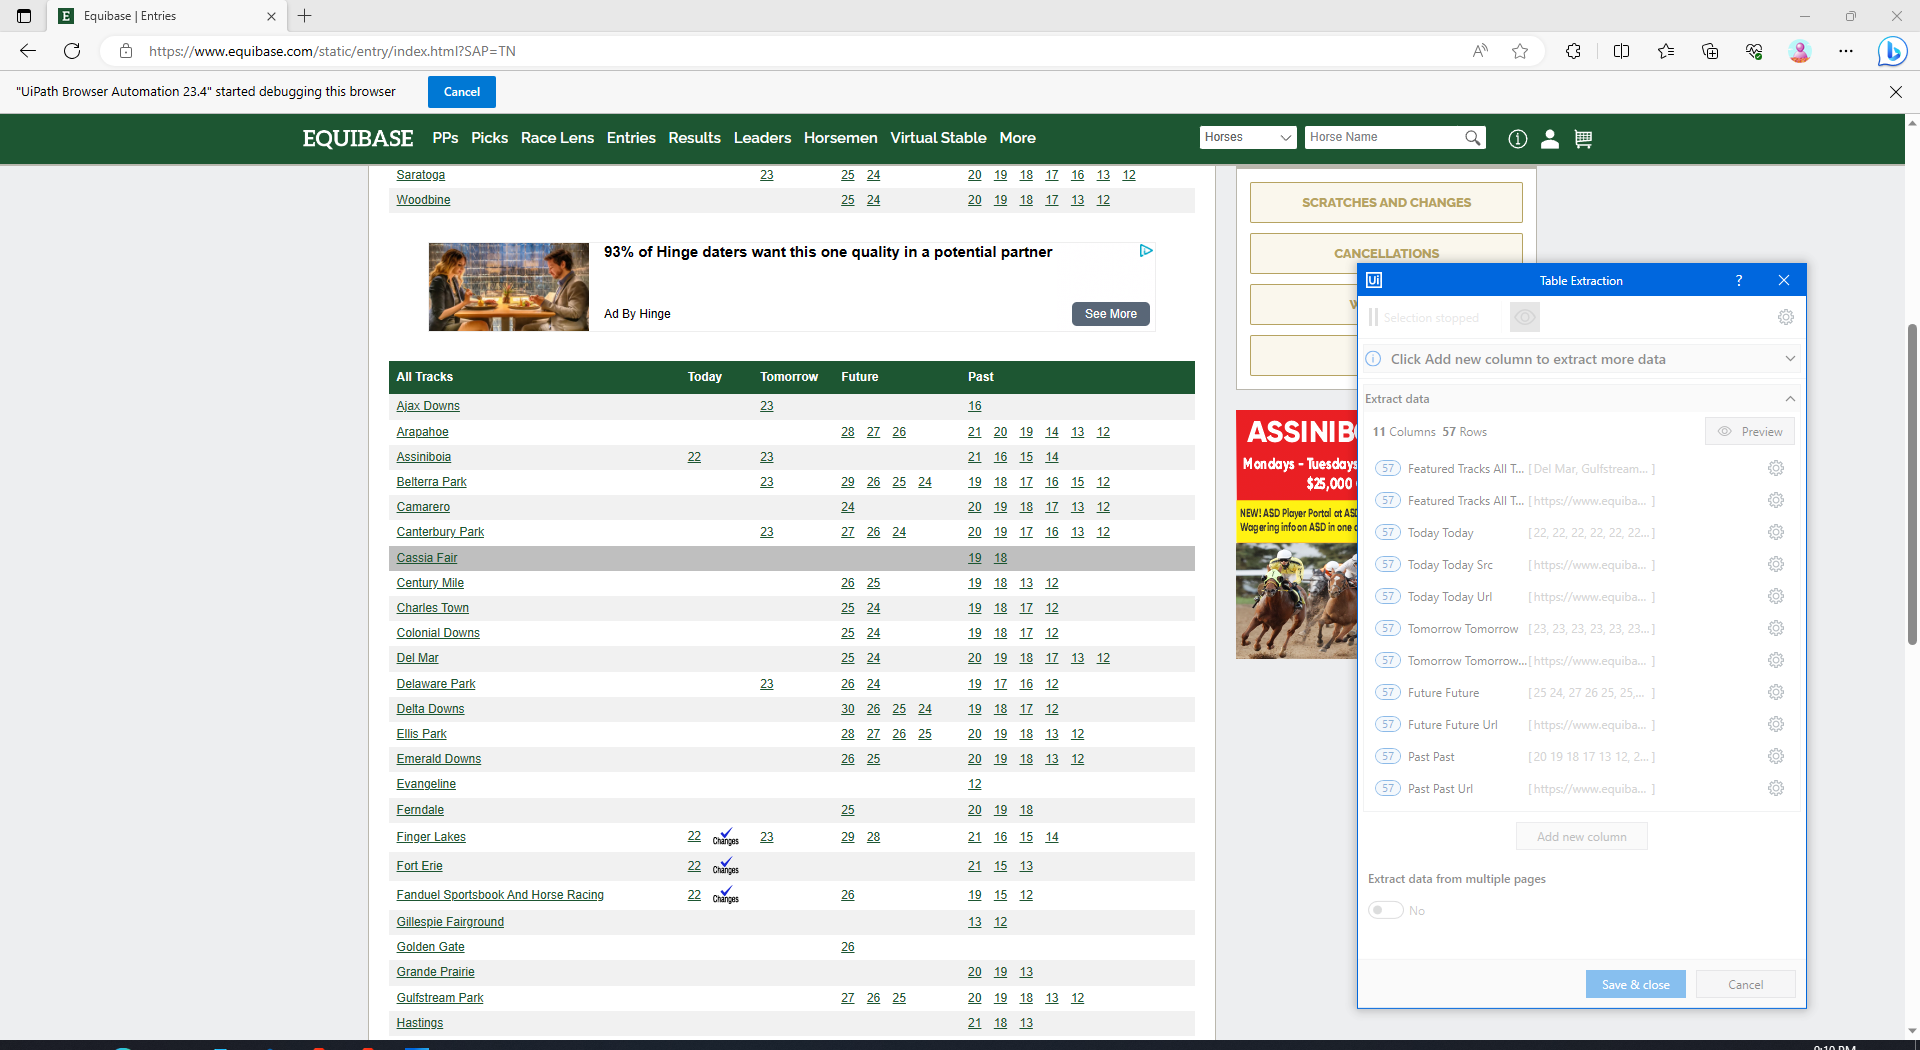 Equibase | Entries
https://www.equibase.com/static/entry/index.html?SAP=TN
"UiPath Browser Automation 23.4" started debugging this browser Cancel
EQUIBASE PPs Picks Race Lens Entries Results Leaders Horsemen Virtual Stable More Horses Horse Name
Saratoga 23 25 24 20 19 18 17 16 13 12
Woodbine 25 24 20 19 18 17 13 12
93% of Hinge daters want this one quality in a potential partner
Ad By Hinge See More
All Tracks Today Tomorrow Future Past
Ajax Downs 23 16
Arapahoe 28 27 26 21 20 19 14 13 12
Assiniboia 22 23 21 16 15 14
Belterra Park 23 29 26 25 24 19 18 17 16 15 12
Camarero 24 20 19 18 17 13 12
Canterbury Park 23 27 26 24 20 19 17 16 13 12
Cassia Fair 19 18
Century Mile 26 25 19 18 13 12
Charles Town 25 24 19 18 17 12
Colonial Downs 25 24 19 18 17 12
Del Mar 25 24 20 19 18 17 13 12
Delaware Park 23 26 24 19 17 16 12
Delta Downs 30 26 25 24 19 18 17 12
Ellis Park 28 27 26 25 20 19 18 13 12
Emerald Downs 26 25 20 19 18 13 12
Evangeline 12
Ferndale 25 20 19 18
Finger Lakes 22 Changes 23 29 28 21 16 15 14
Fort Erie 22 Changes 21 15 13
Fanduel Sportsbook And Horse Racing 22 Changes 26 19 15 12
Gillespie Fairground 13 12
Golden Gate 26
Grande Prairie 20 19 13
Gulfstream Park 27 26 25 20 19 18 13 12
Hastings 21 18 13
SCRATCHES AND CHANGES
CANCELLATIONS
ASSINIB
Mondays - Tuesdays
$25,000
NEW! ASD Player Portal at ASD
Wagering info on ASD in one
Ui Table Extraction ?
Selection stopped
Click Add new column to extract more data
Extract data
11 Columns 57 Rows Preview
57 Featured Tracks All T... [ Del Mar, Gulfstream... ]
57 Featured Tracks All T... [ https://www.equiba... ]
57 Today Today [ 22, 22, 22, 22, 22, 22... ]
57 Today Today Src [ https://www.equiba... ]
57 Today Today Url [ https://www.equiba... ]
57 Tomorrow Tomorrow [ 23, 23, 23, 23, 23, 23... ]
57 Tomorrow Tomorrow... [ https://www.equiba... ]
57 Future Future [ 25 24, 27 26 25, 25,... ]
57 Future Future Url [ https://www.equiba... ]
57 Past Past [ 20 19 18 17 13 12, 2... ]
57 Past Past Url [ https://www.equiba... ]
Add new column
Extract data from multiple pages
No
Save & close Cancel